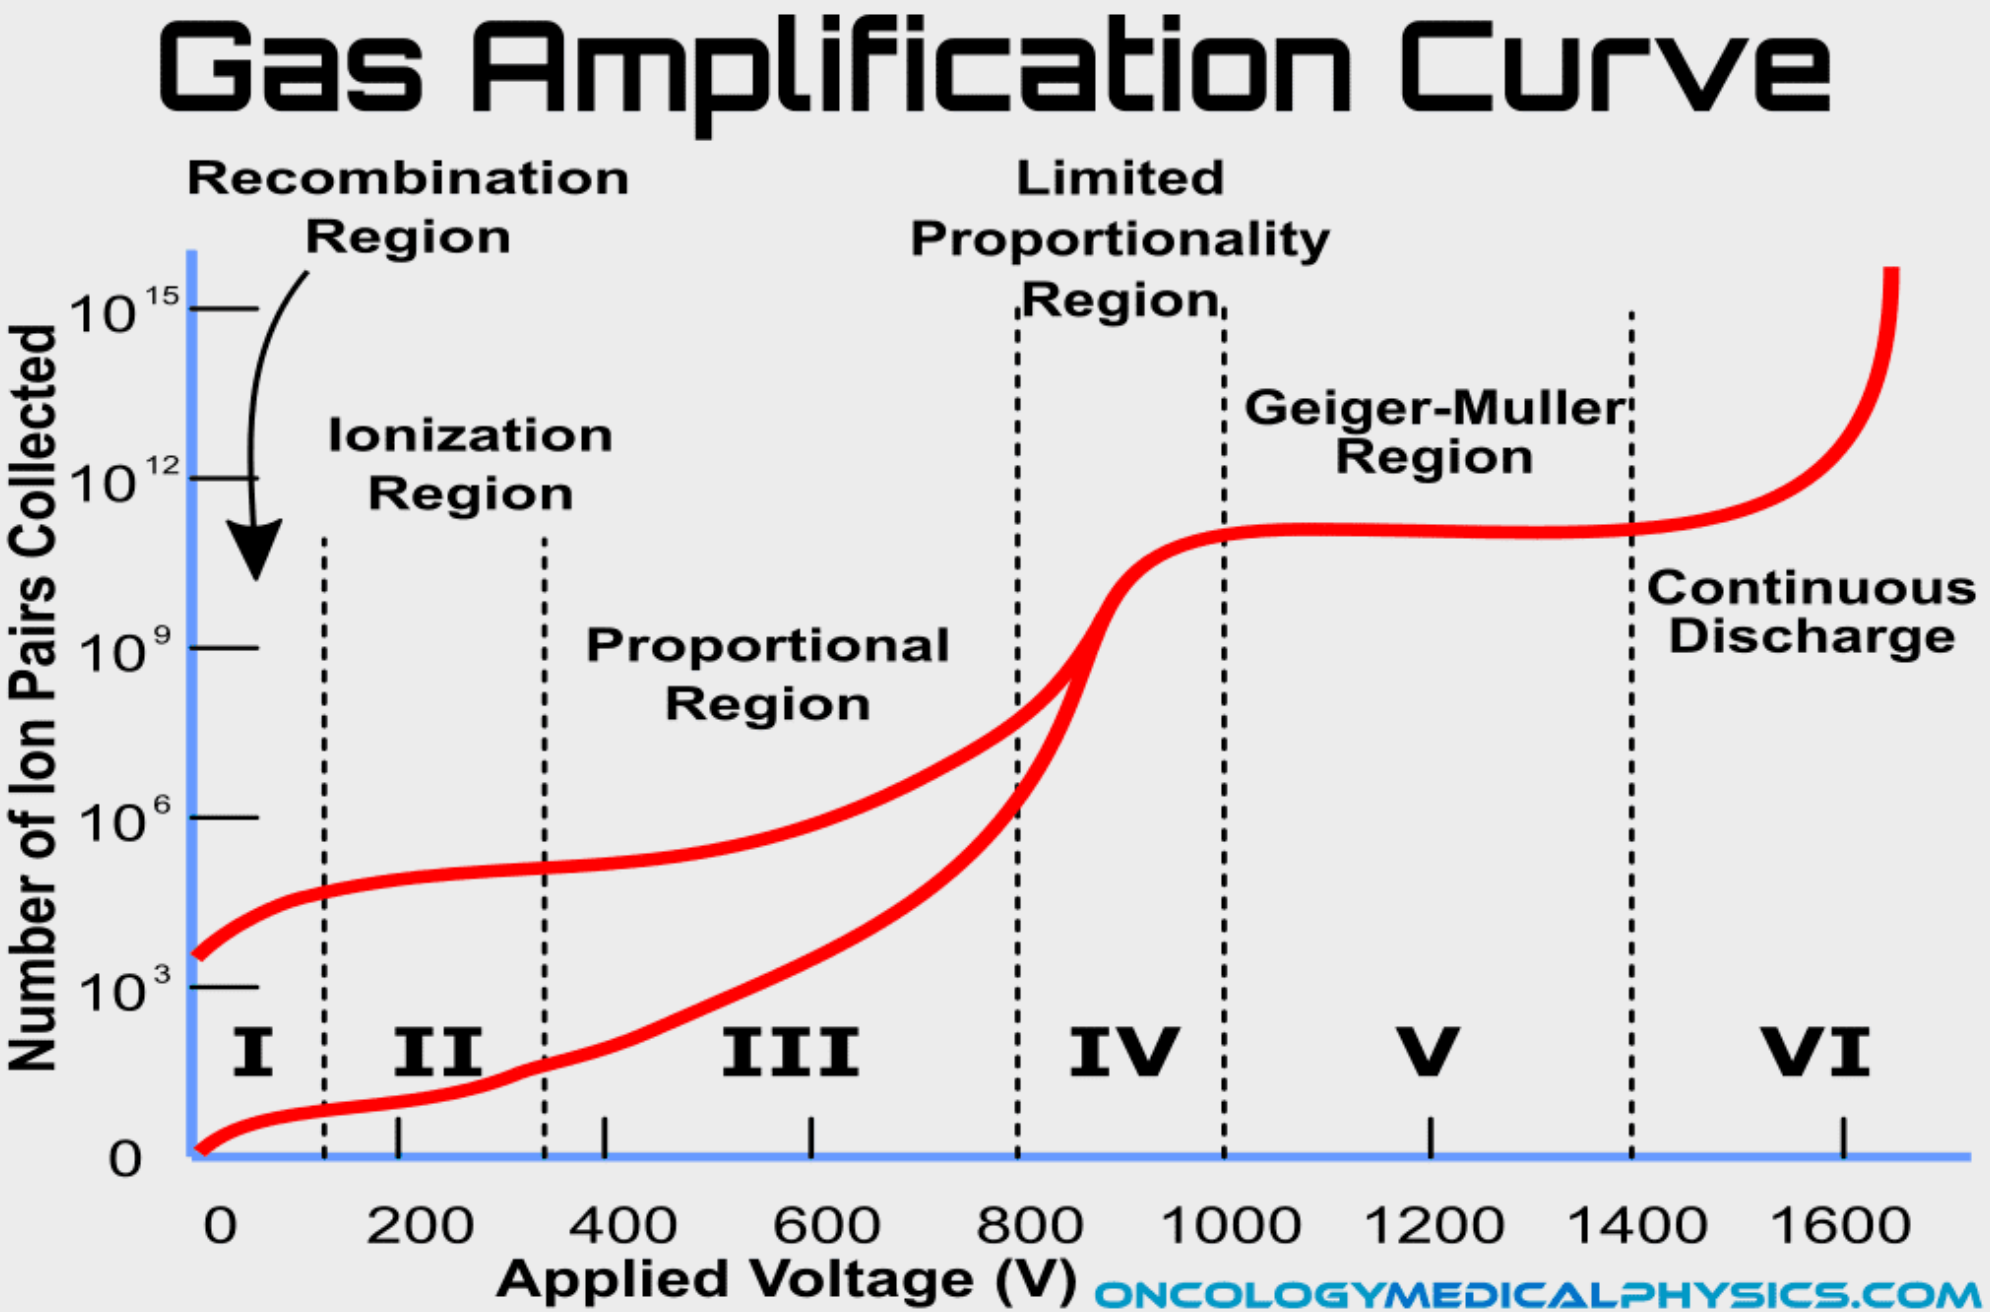 Gas Amplification Curve
Recombination
Region
Limited
Proportionality
Region
Ionization
Region
Geiger-Muller
Region
Proportional
Region
Continuous
Discharge
Number of Ion Pairs Collected
10 15
10 12
10 9
10 6
10 3
0
I II III IV V VI
0 200 400 600 800 1000 1200 1400 1600
Applied Voltage (V)
ONCOLOGYMEDICALPHYSICS.COM